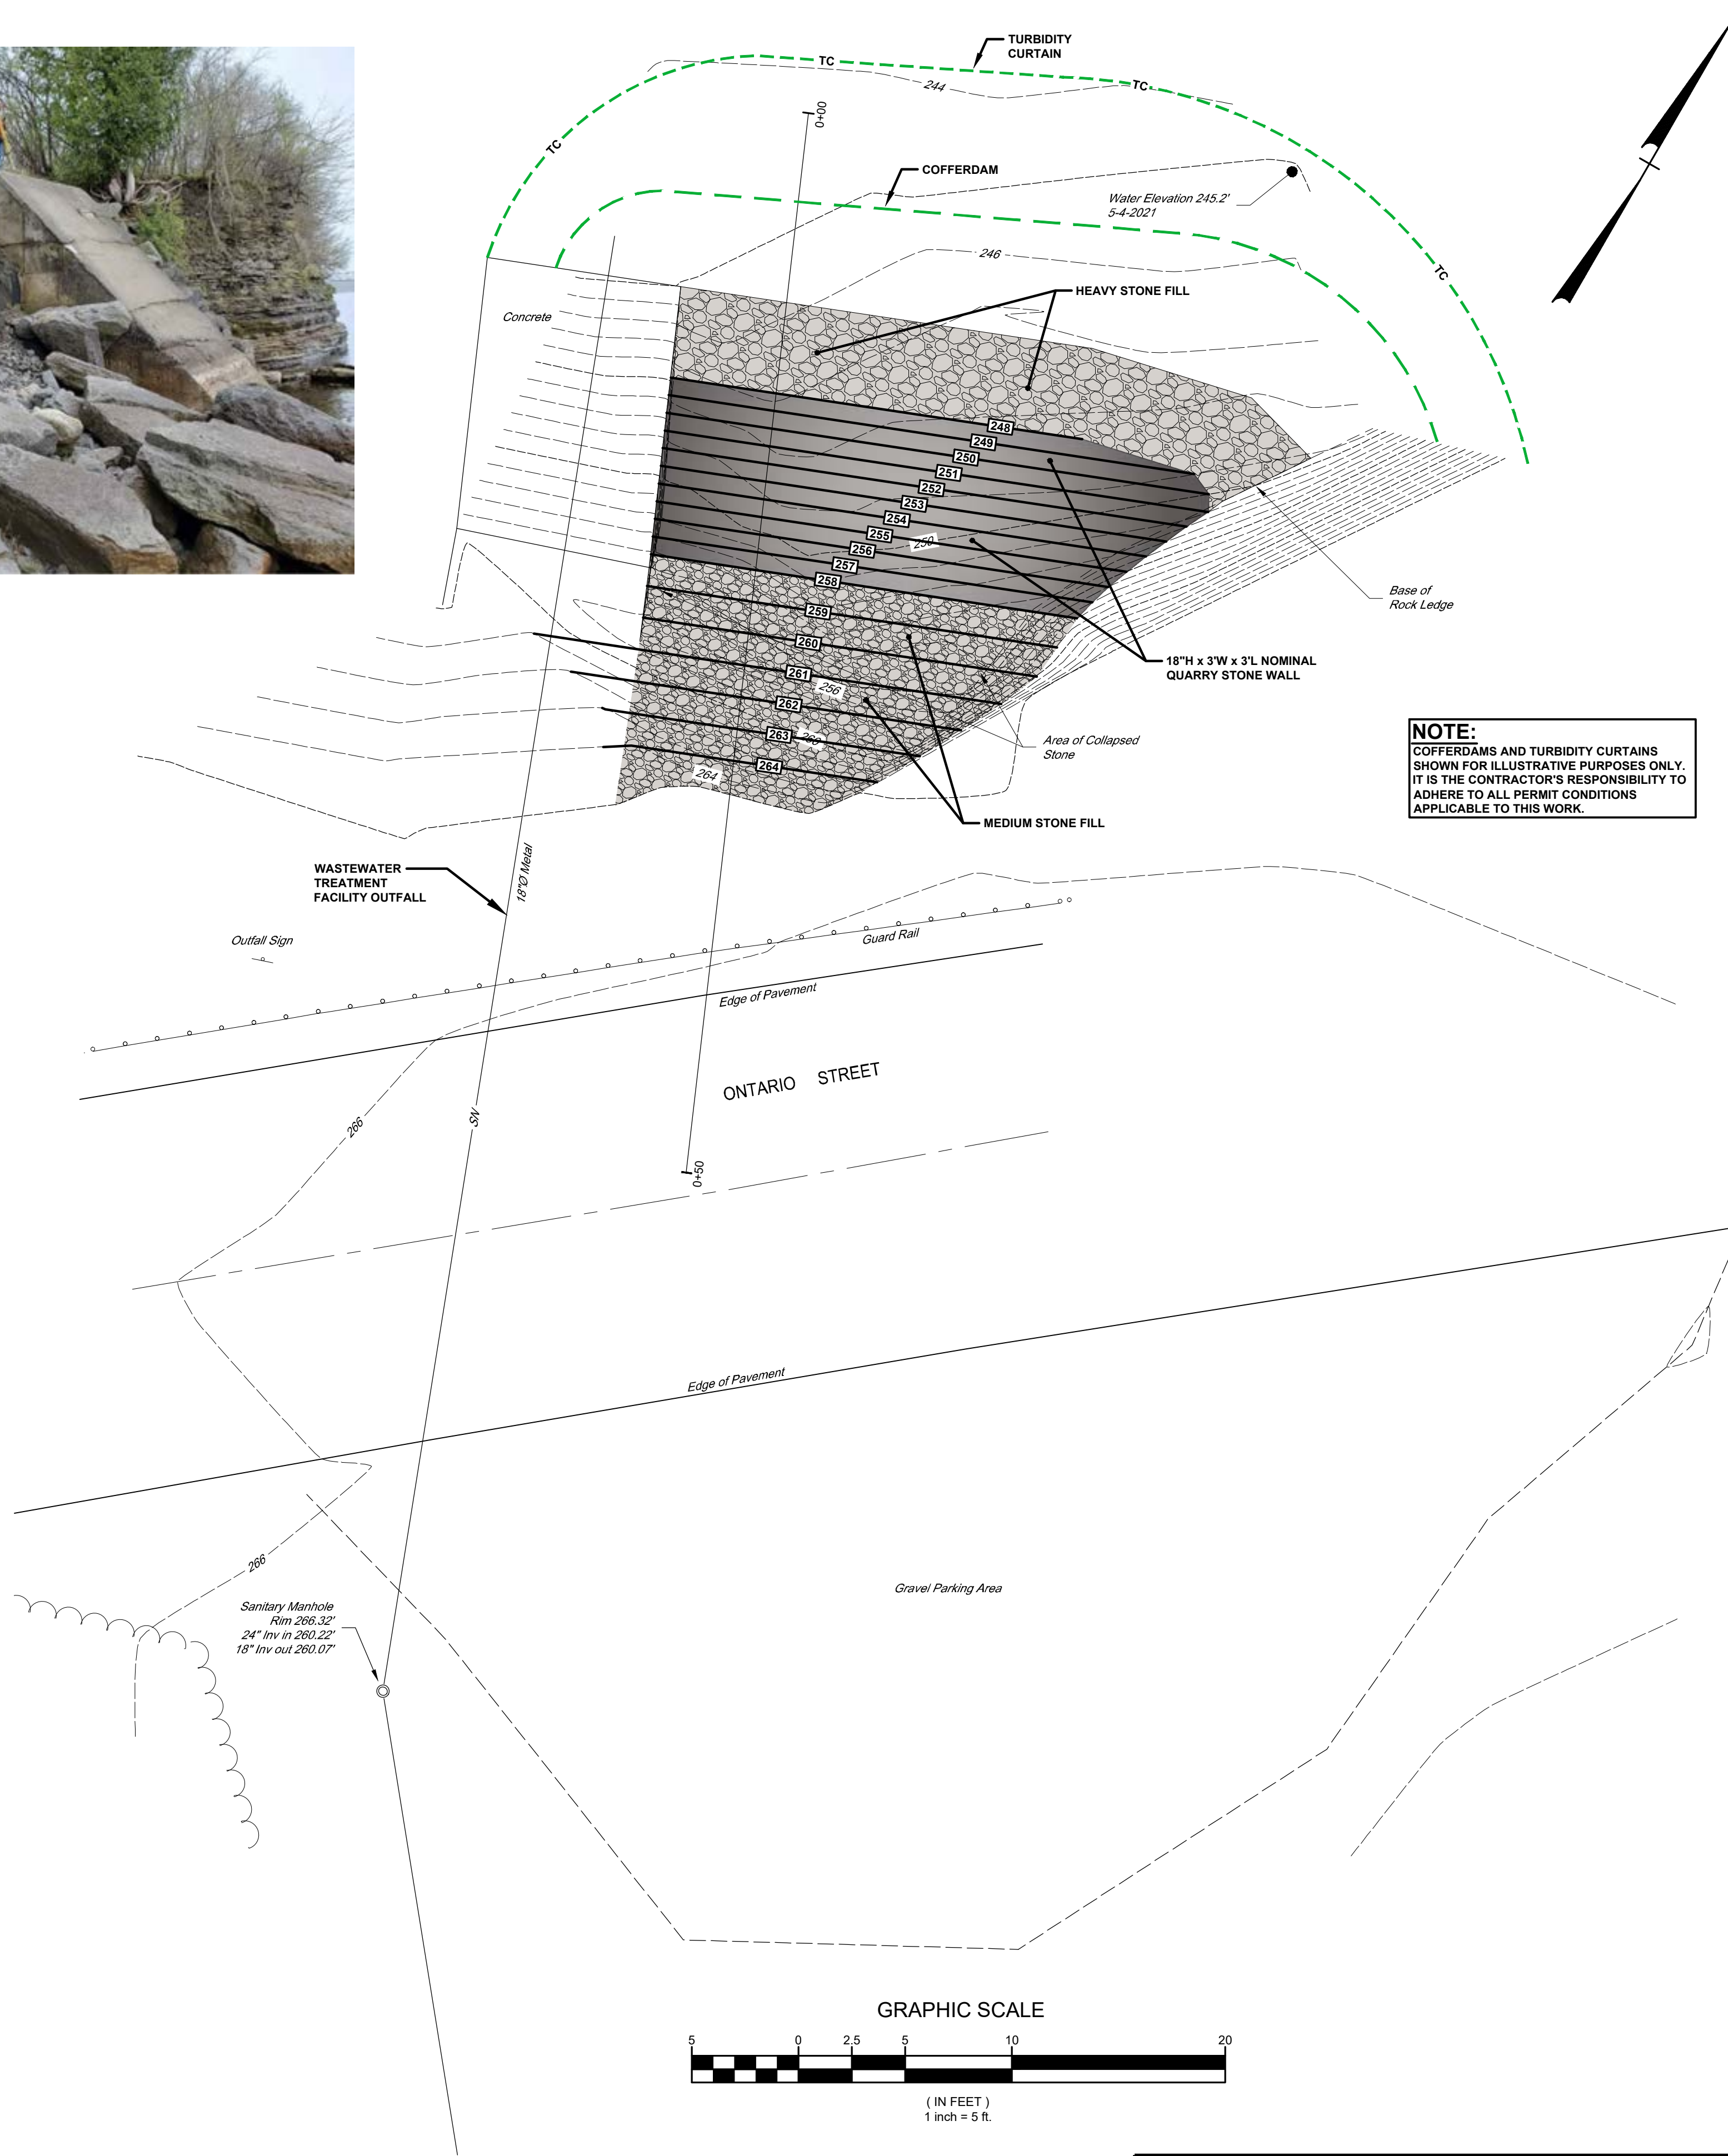 TURBIDITY
CURTAIN
TC
TC
244
TC
0+00
COFFERDAM
Water Elevation 245.2'
5-4-2021
246
TC
HEAVY STONE FILL
Concrete
248
249
250
251
252
253
254
255
250
256
257
258
Base of
Rock Ledge
259
260
18"H x 3'W x 3'L NOMINAL
QUARRY STONE WALL
261
256
262
263
260
264
264
Area of Collapsed
Stone
NOTE:
COFFERDAMS AND TURBIDITY CURTAINS
SHOWN FOR ILLUSTRATIVE PURPOSES ONLY.
IT IS THE CONTRACTOR'S RESPONSIBILITY TO
ADHERE TO ALL PERMIT CONDITIONS
APPLICABLE TO THIS WORK.
MEDIUM STONE FILL
WASTEWATER
TREATMENT
FACILITY OUTFALL
18"Ø Metal
Outfall Sign
Guard Rail
Edge of Pavement
ONTARIO STREET
266
SN
0+50
Edge of Pavement
266
Gravel Parking Area
Sanitary Manhole
Rim 266.32'
24" Inv in 260.22'
18" Inv out 260.07'
GRAPHIC SCALE
5 0 2.5 5 10 20
( IN FEET )
1 inch = 5 ft.